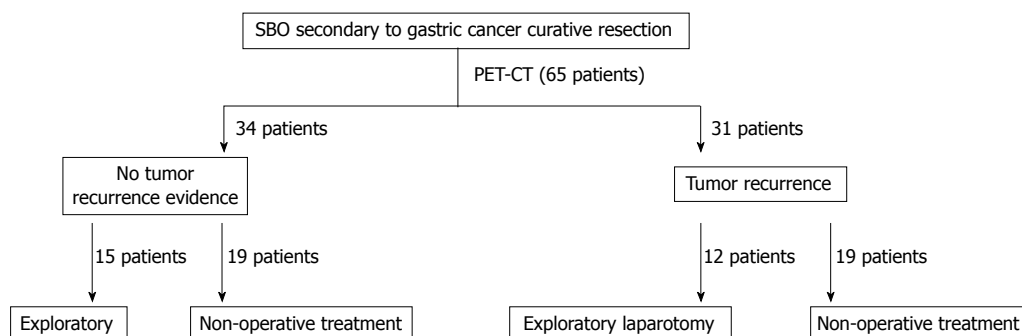 SBO secondary to gastric cancer curative resection
PET-CT (65 patients)
34 patients
31 patients
No tumor
recurrence evidence
Tumor recurrence
15 patients
19 patients
12 patients
19 patients
Exploratory
Non-operative treatment
Exploratory laparotomy
Non-operative treatment